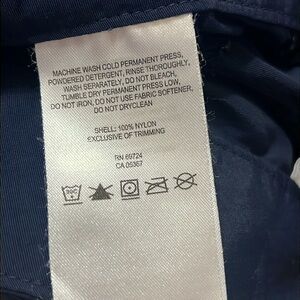 MACHINE WASH COLD PERMANENT PRESS,
POWDERED DETERGENT, RINSE THOROUGHLY,
WASH SEPARATELY, DO NOT BLEACH,
TUMBLE DRY PERMANENT PRESS LOW,
DO NOT IRON, DO NOT USE FABRIC SOFTENER,
DO NOT DRYCLEAN
SHELL: 100% NYLON
EXCLUSIVE OF TRIMMING
RN 69724
CA 05367
30C